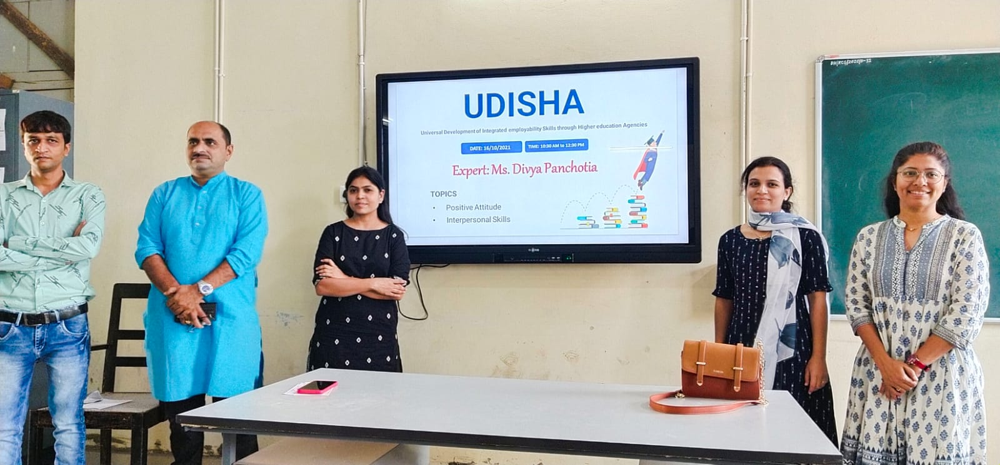 UDISHA
Universal Development of Integrated employability Skills through Higher education Agencies
DATE: 16/10/2021
TIME: 10:30 AM to 12:30 PM
Expert: Ms. Divya Panchotia
TOPICS
• Positive Attitude
• Interpersonal Skills